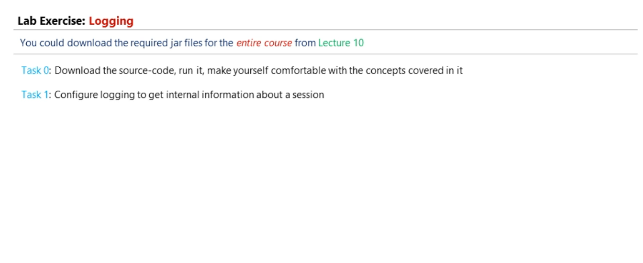 Lab Exercise: Logging
You could download the required jar files for the entire course from Lecture 10
Task 0: Download the source-code, run it, make yourself comfortable with the concepts covered in it
Task 1: Configure logging to get internal information about a session